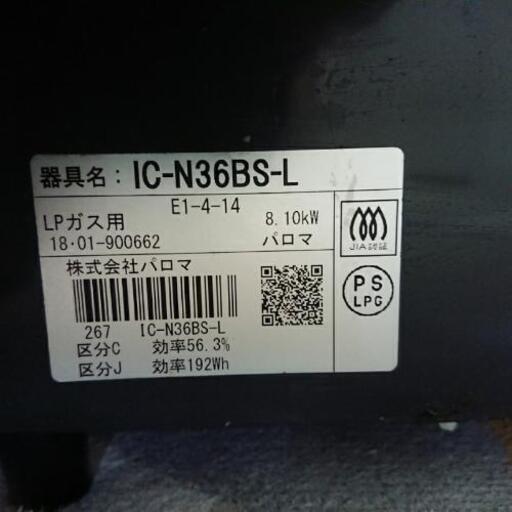 器具名：IC-N36BS-L
E1-4-14
LPガス用 8.10kW
18・01-900662 パロマ
株式会社パロマ
267 IC-N36BS-L
区分C 効率56.3%
区分J 効率192Wh
JIA認証
PS
LPG